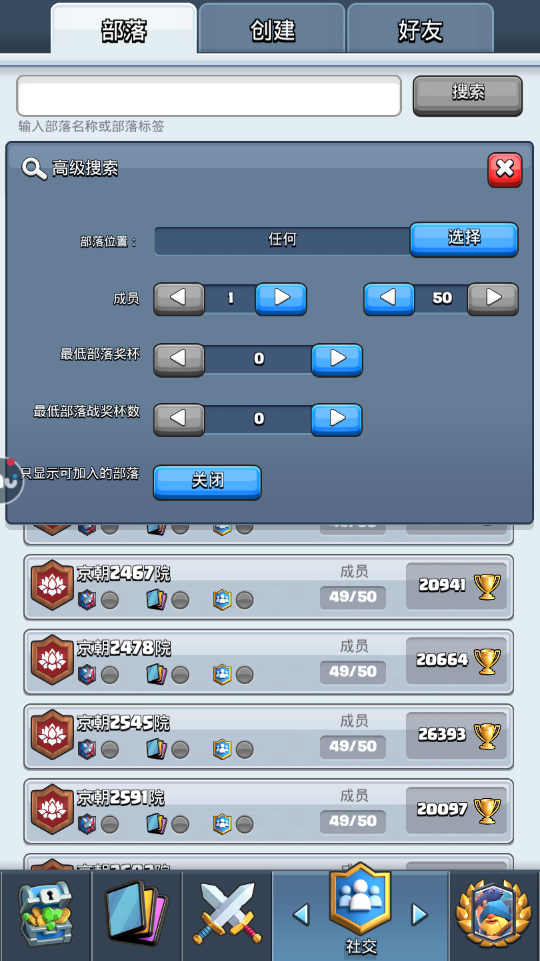 部落 创建 好友
搜索
输入部落名称或部落标签
高级搜索
部落位置： 任何 选择
成员 1 50
最低部落奖杯 0
最低部落战奖杯数 0
只显示可加入的部落 关闭
京朝2467院 成员 49/50 20941
京朝2478院 成员 49/50 20664
京朝2545院 成员 49/50 26393
京朝2591院 成员 49/50 20097
社交